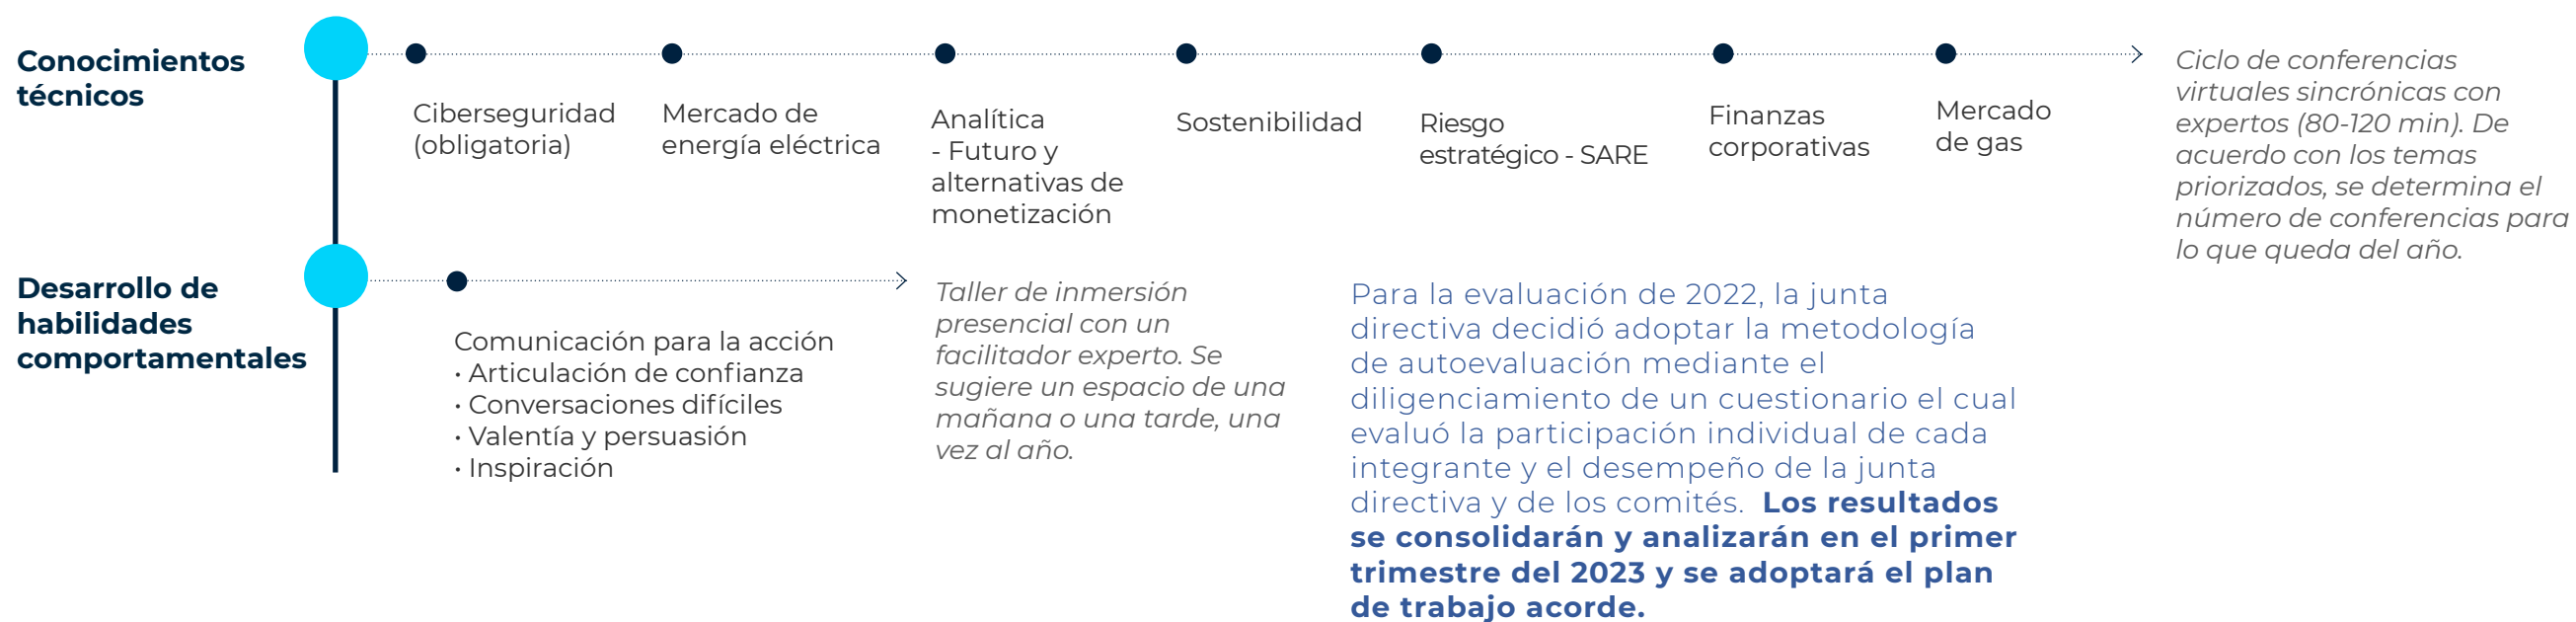 Conocimientos
técnicos
Ciberseguridad
(obligatoria)
Mercado de
energía eléctrica
Analítica
- Futuro y
alternativas de
monetización
Sostenibilidad
Riesgo
estratégico - SARE
Finanzas
corporativas
Mercado
de gas
Ciclo de conferencias
virtuales sincrónicas con
expertos (80-120 min). De
acuerdo con los temas
priorizados, se determina el
número de conferencias para
lo que queda del año.
Desarrollo de
habilidades
comportamentales
Comunicación para la acción
• Articulación de confianza
• Conversaciones difíciles
• Valentía y persuasión
• Inspiración
Taller de inmersión
presencial con un
facilitador experto. Se
sugiere un espacio de una
mañana o una tarde, una
vez al año.
Para la evaluación de 2022, la junta
directiva decidió adoptar la metodología
de autoevaluación mediante el
diligenciamiento de un cuestionario el cual
evaluó la participación individual de cada
integrante y el desempeño de la junta
directiva y de los comités. Los resultados
se consolidarán y analizarán en el primer
trimestre del 2023 y se adoptará el plan
de trabajo acorde.